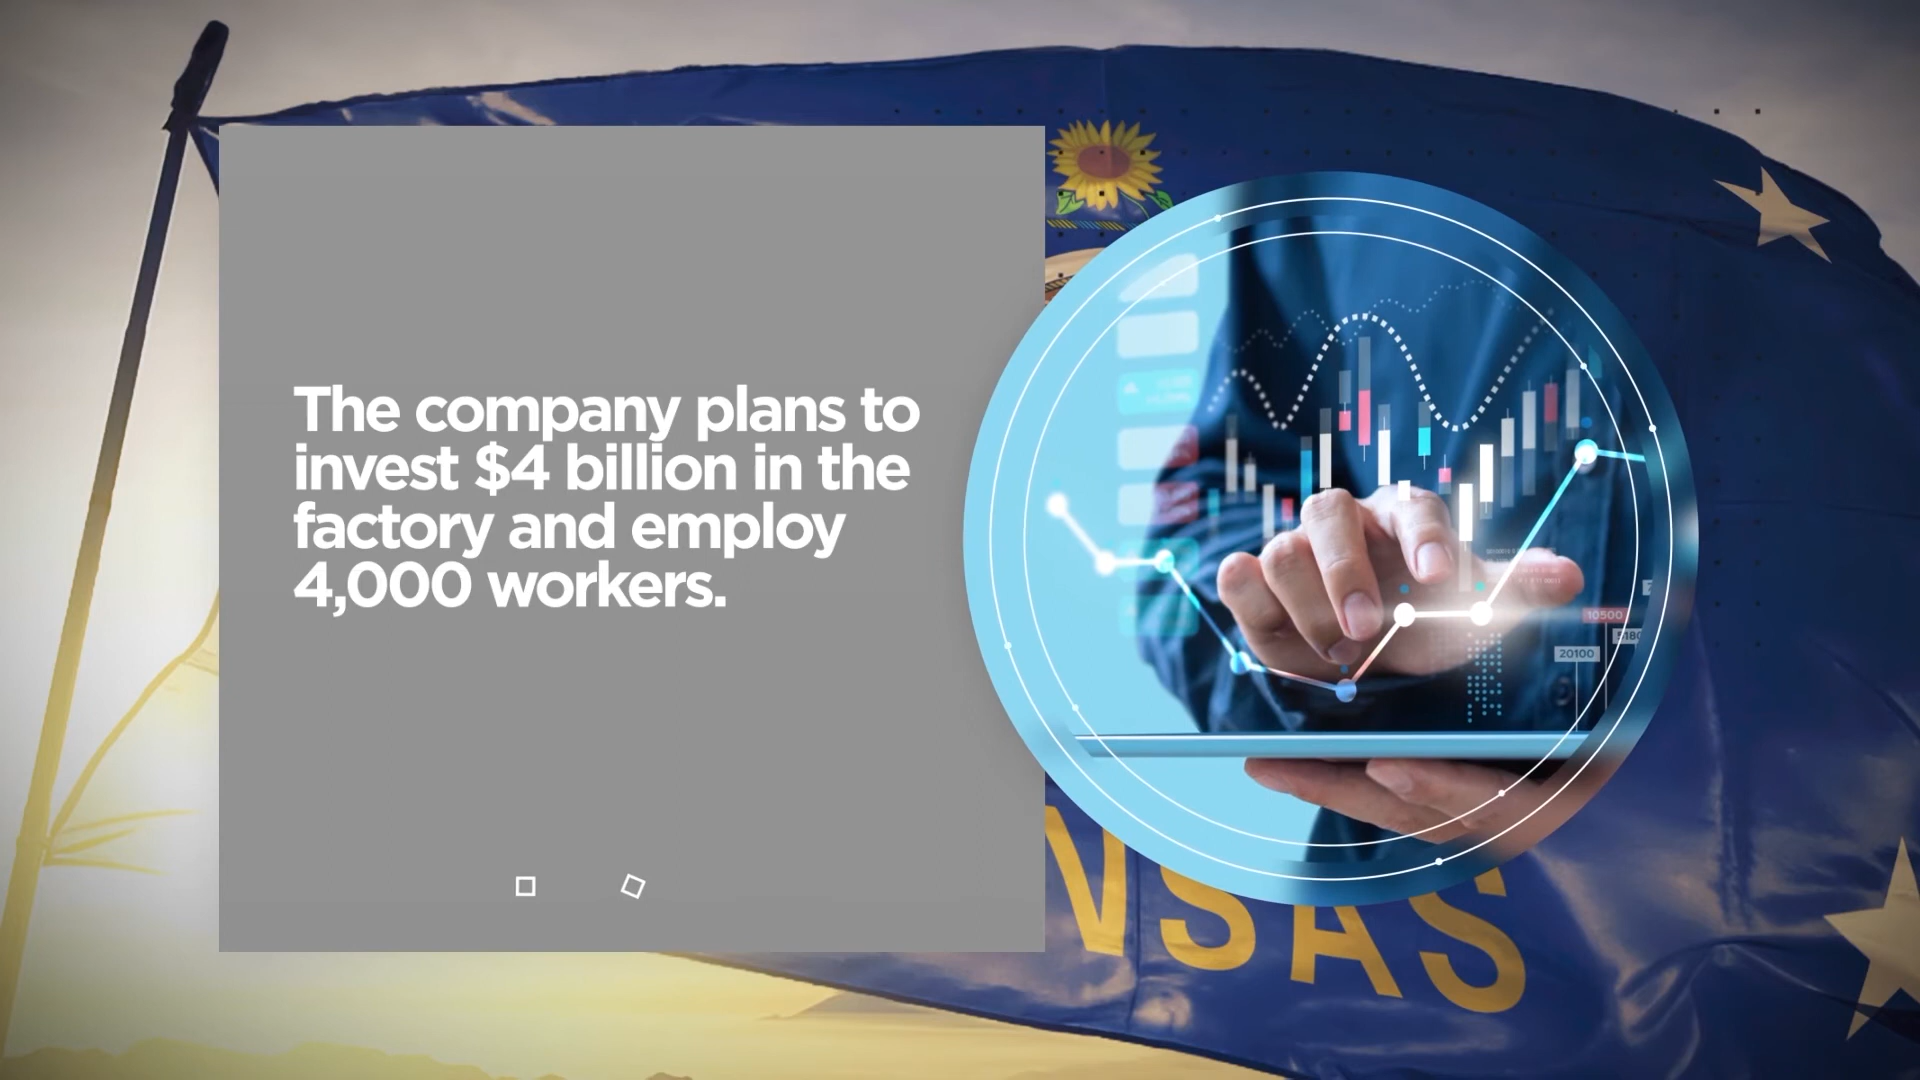 The company plans to
invest $4 billion in the
factory and employ
4,000 workers.
10500
20100
NSAS